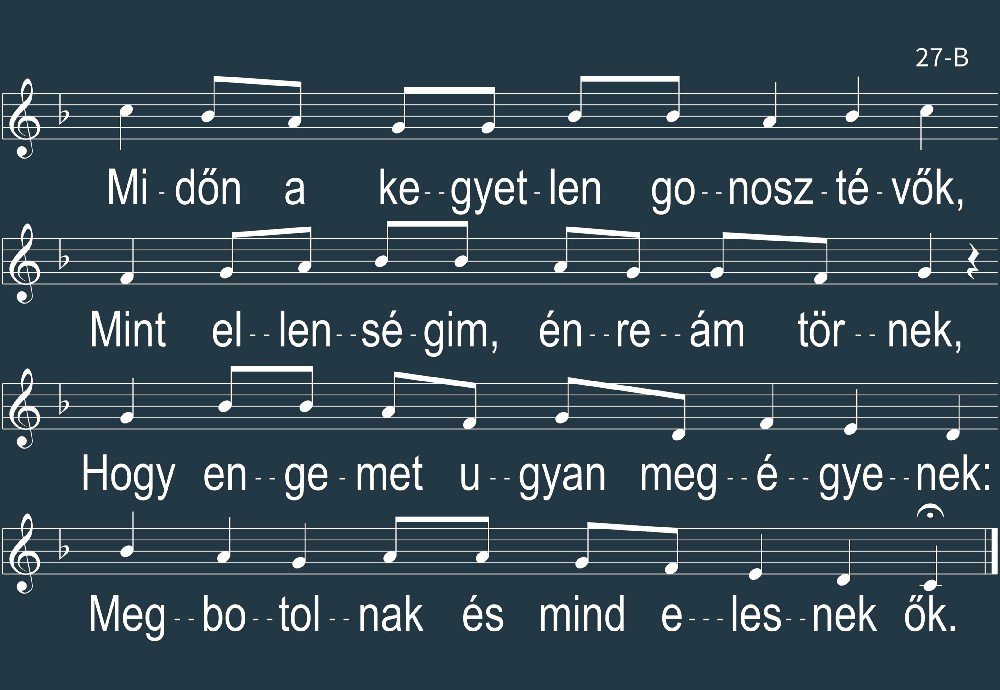 27-B
Mi - dőn a ke - - gyet - len go - - nosz - té - vők,
Mint el - - len - - sé - gim, én - - re - - ám tör - - nek,
Hogy en - - ge - met u - - gyan meg - - é - - gye - - nek:
Meg - - bo - - tol - - nak és mind e - - - les - - nek ők.